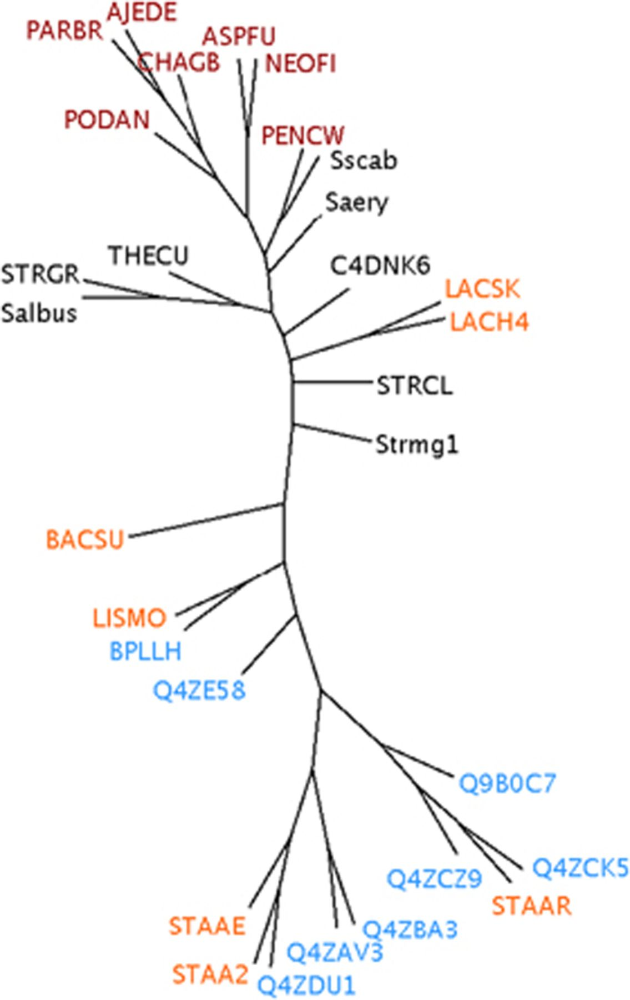 AJEDE
PARBR
ASPFU
CHAGB
NEOFI
PODAN
PENCW
Sscab
Saery
THECU
C4DNK6
STRGR
LACSK
Salbus
LACH4
STRCL
Strmg1
BACSU
LISMO
BPLLH
Q4ZE58
Q9B0C7
Q4ZCK5
Q4ZCZ9
STAAR
STAAE
Q4ZBA3
Q4ZAV3
STAA2
Q4ZDU1